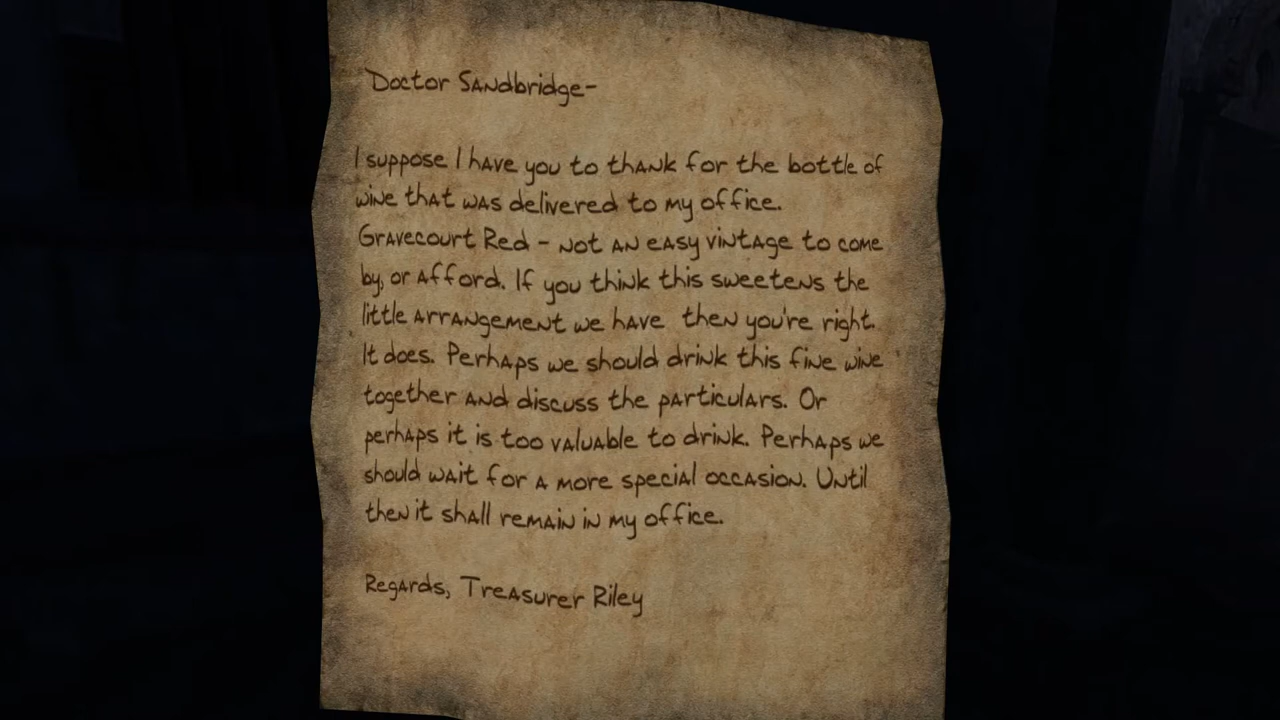 Doctor Sandbridge-
I suppose I have you to thank for the bottle of
wine that was delivered to my office.
Gravecourt Red - not an easy vintage to come
by, or afford. If you think this sweetens the
little arrangement we have then you're right.
It does. Perhaps we should drink this fine wine
together and discuss the particulars. Or
perhaps it is too valuable to drink. Perhaps we
should wait for a more special occasion. Until
then it shall remain in my office.
Regards, Treasurer Riley